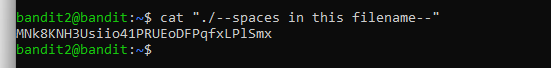 bandit2@bandit:~$ cat "./--spaces in this filename--"
MNk8KNH3Usiio41PRUEoDFPqfxLPlSmx
bandit2@bandit:~$